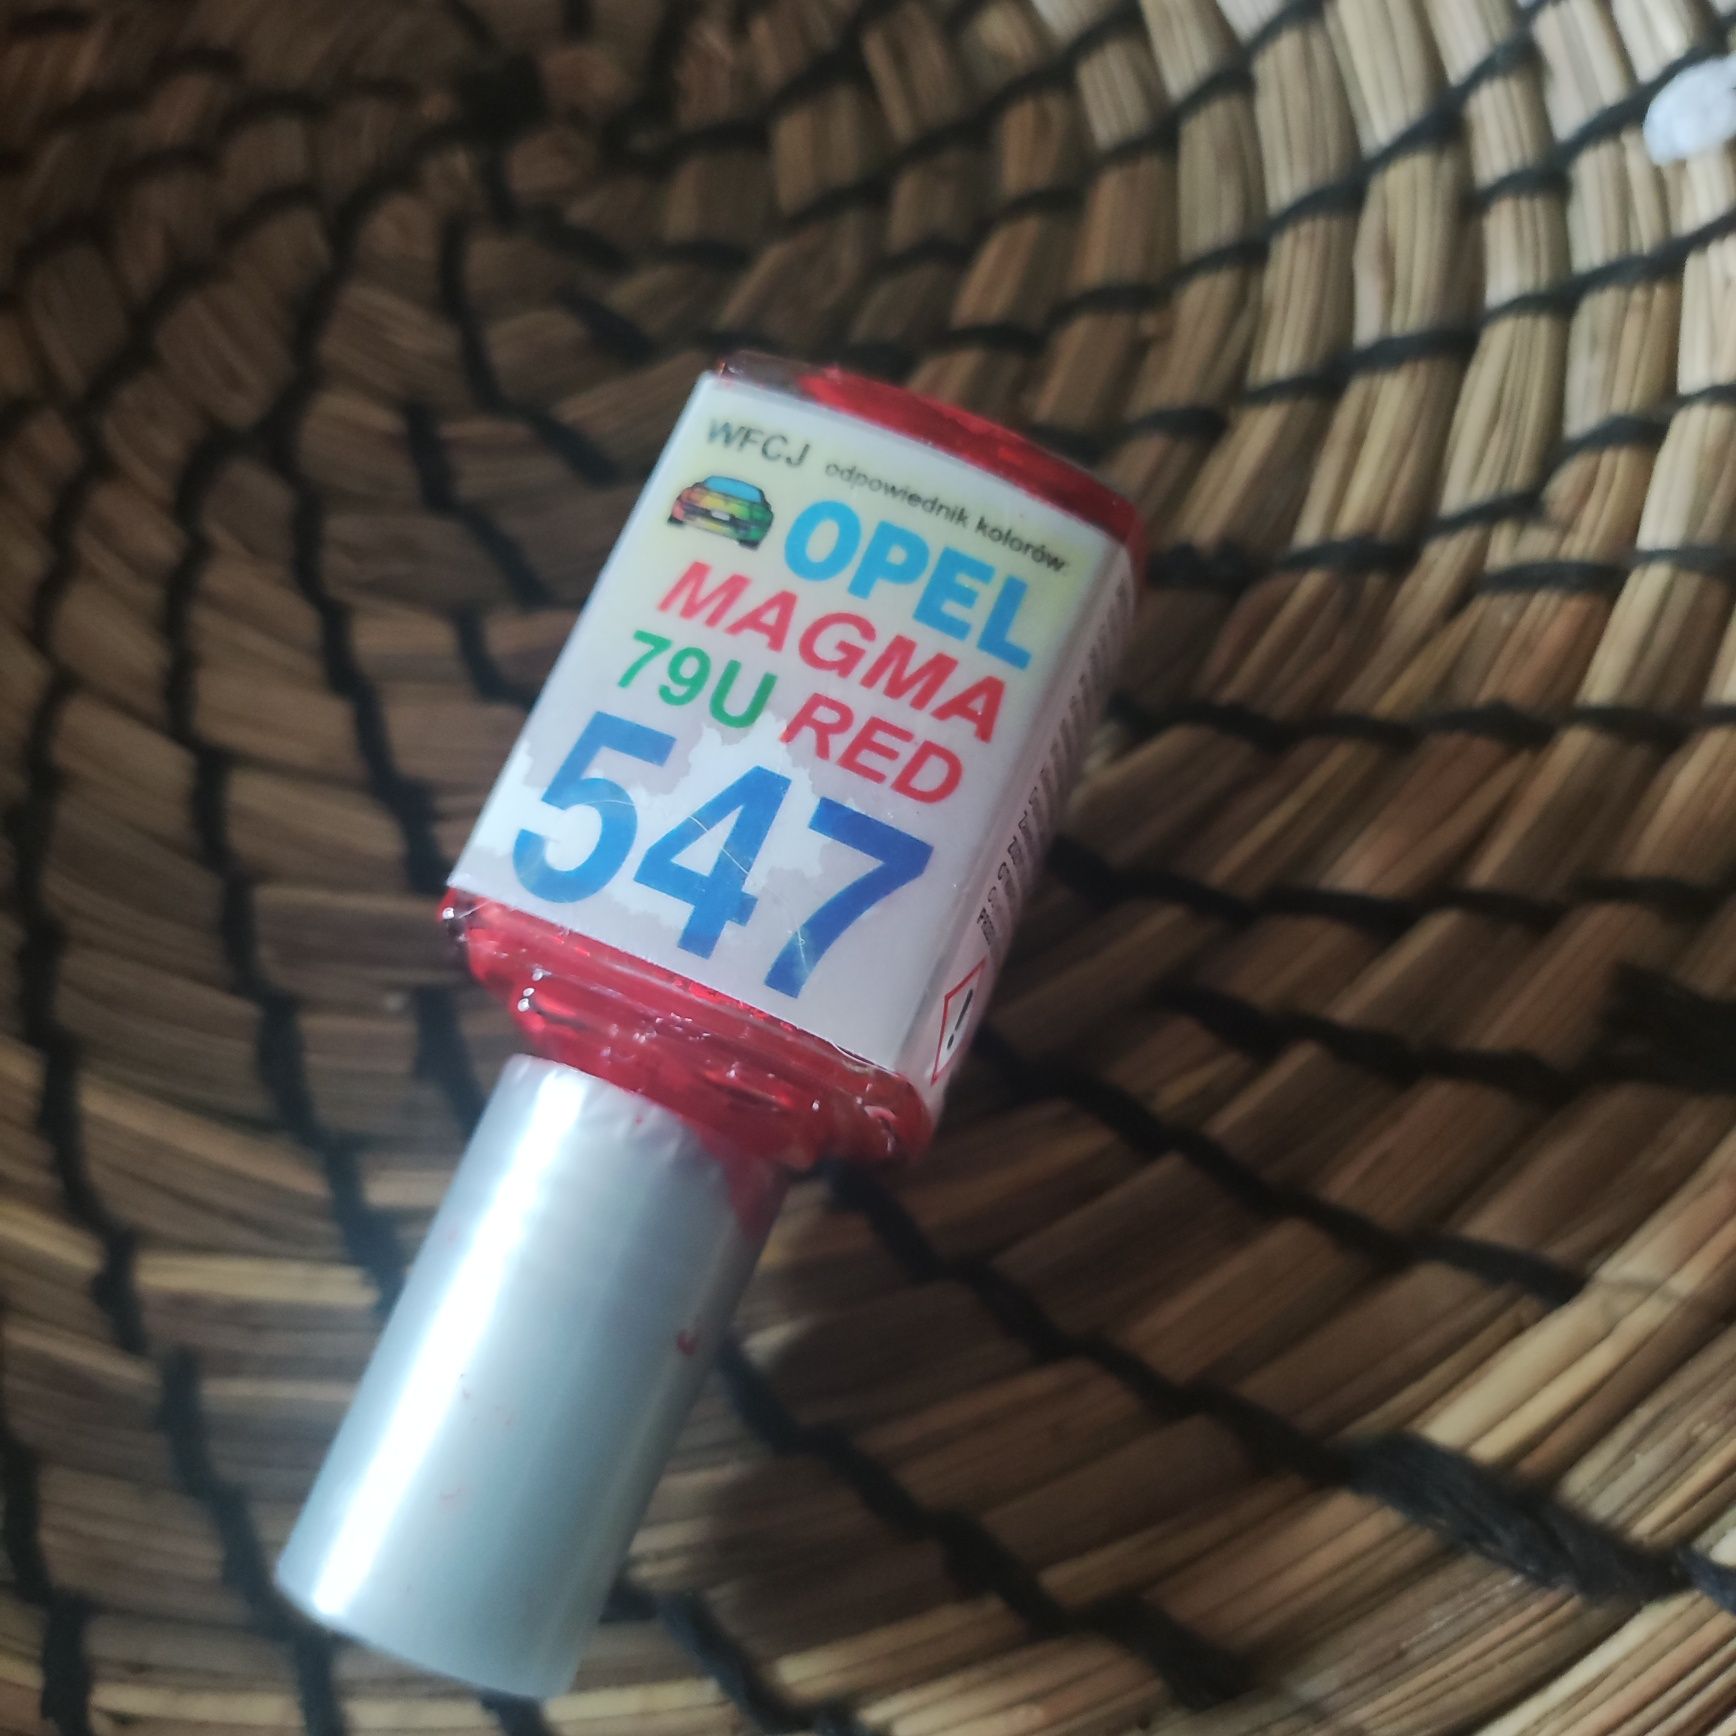 WFCJ odpowiednik kolorów:
OPEL
MAGMA
79U RED
547